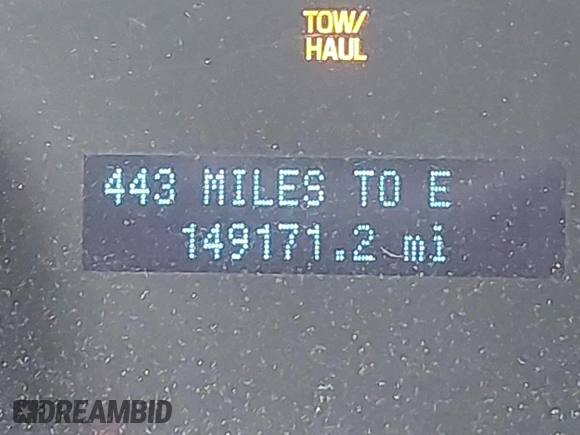 TOW/
HAUL
443 MILES TO E
149171.2 mi
DREAMBID